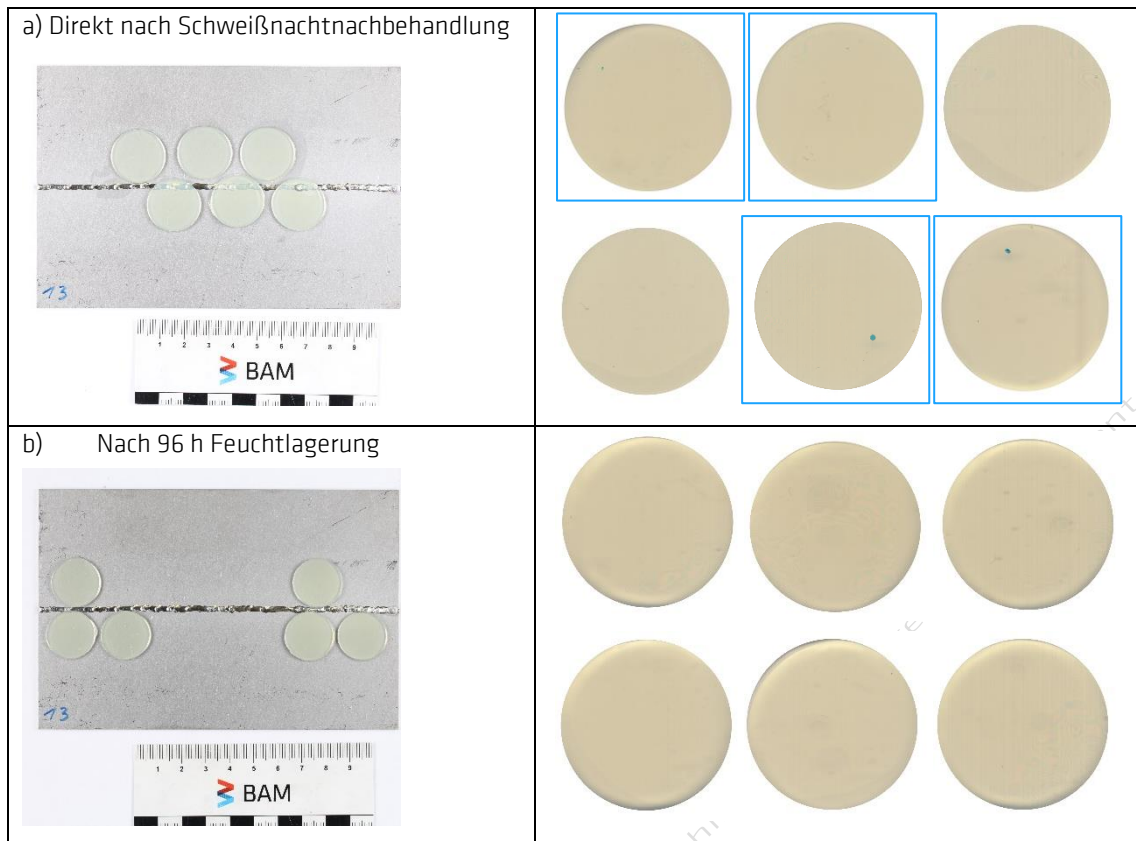 a) Direkt nach Schweißnachtnachbehandlung
13
1 2 3 4 5 6 7 8 9
BAM
b) Nach 96 h Feuchtlagerung
13
1 2 3 4 5 6 7 8 9
BAM